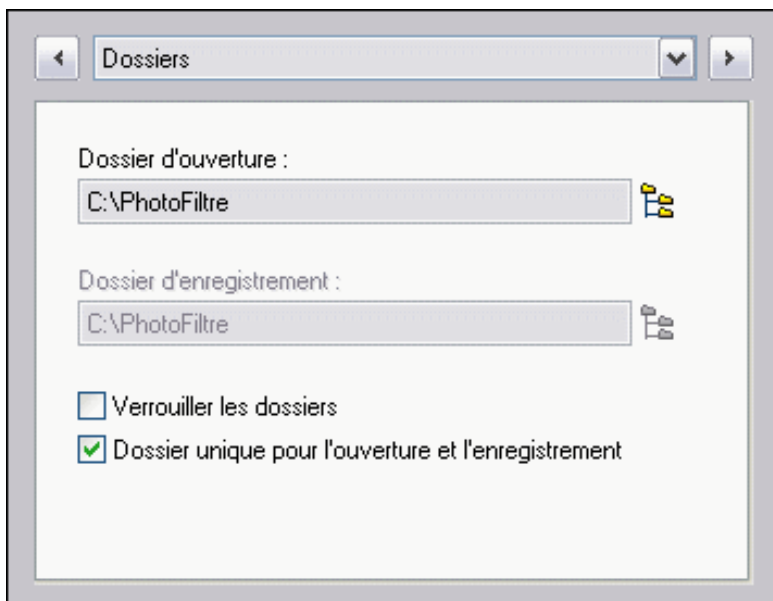 Dossiers
Dossier d'ouverture :
C:\PhotoFiltre
Dossier d'enregistrement :
C:\PhotoFiltre
Verrouiller les dossiers
Dossier unique pour l'ouverture et l'enregistrement